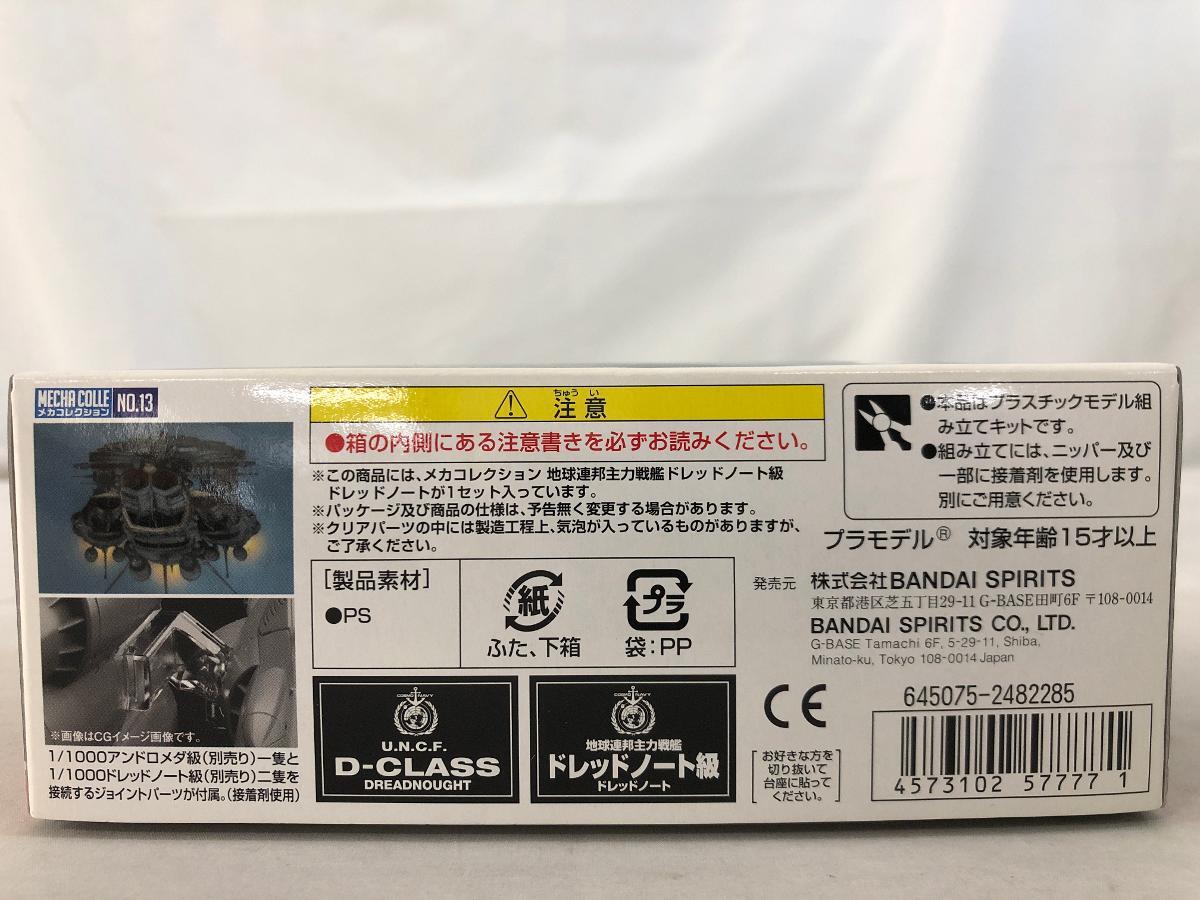 MECHA COLLE
メカコレクション
NO.13
※画像はCGイメージ画像です。
1/1000アンドロメダ級(別売り)一隻と
1/1000ドレッドノート級(別売り)二隻を
接続するジョイントパーツが付属。(接着剤使用)
ちゅう い
注意
●箱の内側にある注意書きを必ずお読みください。
※この商品には、メカコレクション 地球連邦主力戦艦ドレッドノート級
ドレッドノートが1セット入っています。
※パッケージ及び商品の仕様は、予告無く変更する場合があります。
※クリアパーツの中には製造工程上、気泡が入っているものがありますが、
ご了承ください。
[製品素材]
●PS
紙
ふた、下箱
プラ
袋:PP
COSMO NAVY
U.N.C.F.
D-CLASS
DREADNOUGHT
COSMO NAVY
地球連邦主力戦艦
ドレッドノート級
ドレッドノート
●本品はプラスチックモデル組
み立てキットです。
●組み立てには、ニッパー及び
一部に接着剤を使用します。
別にご用意ください。
プラモデル® 対象年齢15才以上
発売元 株式会社BANDAI SPIRITS
東京都港区芝五丁目29-11 G-BASE田町6F 〒108-0014
BANDAI SPIRITS CO., LTD.
G-BASE Tamachi 6F, 5-29-11, Shiba,
Minato-ku, Tokyo 108-0014 Japan
CE
645075-2482285
お好きな方を
切り抜いて
台座に貼って
ください。
4573102 57777 1